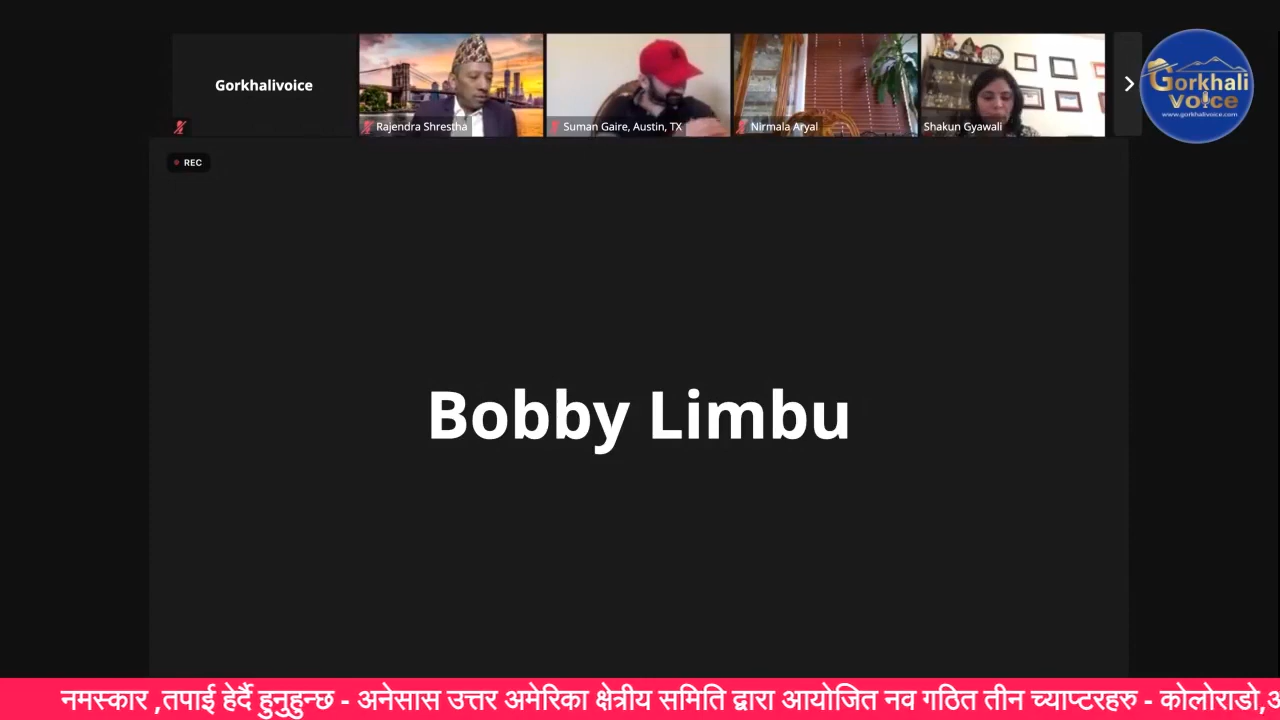 Gorkhalivoice
Rajendra Shrestha
Suman Gaire, Austin, TX
Nirmala Aryal
Shakun Gyawali
Gorkhali
voice
www.gorkhalivoice.com
REC
Bobby Limbu
नमस्कार ,तपाई हेर्दै हुनुहुन्छ - अनेसास उत्तर अमेरिका क्षेत्रीय समिति द्वारा आयोजित नव गठित तीन च्याप्टरहरु - कोलोराडो,